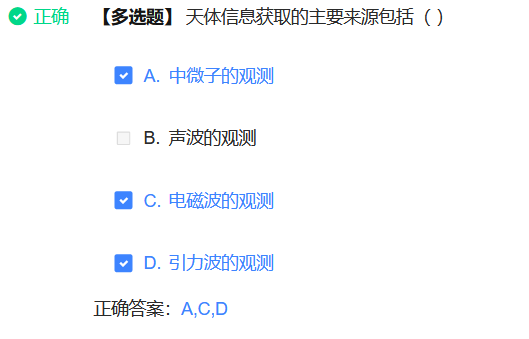 正确 【多选题】 天体信息获取的主要来源包括（ ）
A. 中微子的观测
B. 声波的观测
C. 电磁波的观测
D. 引力波的观测
正确答案：A,C,D